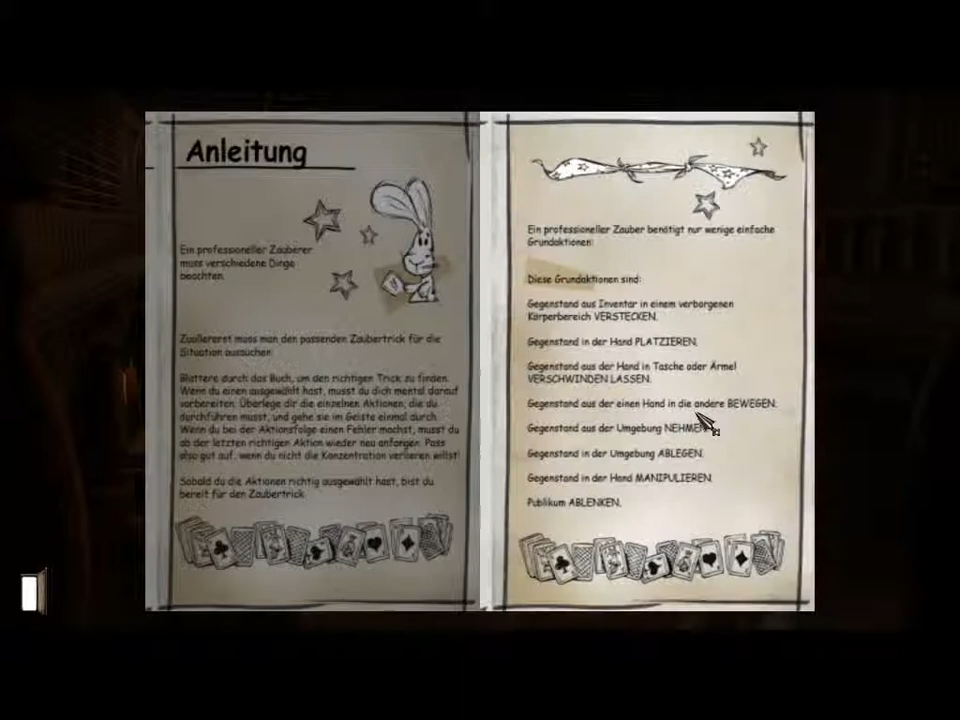 Anleitung
Ein professioneller Zauberer
muss verschiedene Dinge
beachten.
Zuallererst muss man den passenden Zaubertrick für die
Situation aussuchen.
Blättere durch das Buch, um den richtigen Trick zu finden.
Wenn du einen ausgewählt hast, musst du dich mental darauf
vorbereiten. Überlege dir die einzelnen Aktionen, die du
durchführen musst, und gehe sie im Geiste einmal durch.
Wenn du bei der Aktionsfolge einen Fehler machst, musst du
ab der letzten richtigen Aktion wieder neu anfangen. Pass
also gut auf, wenn du nicht die Konzentration verlieren willst!
Sobald du die Aktionen richtig ausgewählt hast, bist du
bereit für den Zaubertrick.
Ein professioneller Zauber benötigt nur wenige einfache
Grundaktionen:
Diese Grundaktionen sind:
Gegenstand aus Inventar in einem verborgenen
Körperbereich VERSTECKEN.
Gegenstand in der Hand PLATZIEREN.
Gegenstand aus der Hand in Tasche oder Ärmel
VERSCHWINDEN LASSEN.
Gegenstand aus der einen Hand in die andere BEWEGEN.
Gegenstand aus der Umgebung NEHMEN.
Gegenstand in der Umgebung ABLEGEN.
Gegenstand in der Hand MANIPULIEREN.
Publikum ABLENKEN.